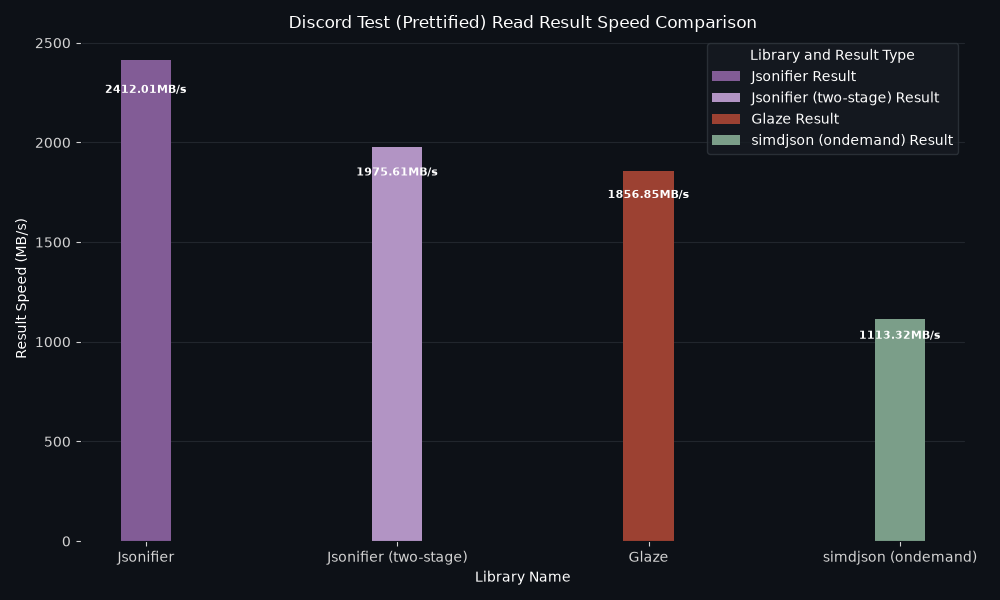 Discord Test (Prettified) Read Result Speed Comparison
Library and Result Type
Jsonifier Result
Jsonifier (two-stage) Result
Glaze Result
simdjson (ondemand) Result
Result Speed (MB/s)
2500
2000
1500
1000
500
0
2412.01MB/s
1975.61MB/s
1856.85MB/s
1113.32MB/s
Jsonifier
Jsonifier (two-stage)
Glaze
simdjson (ondemand)
Library Name